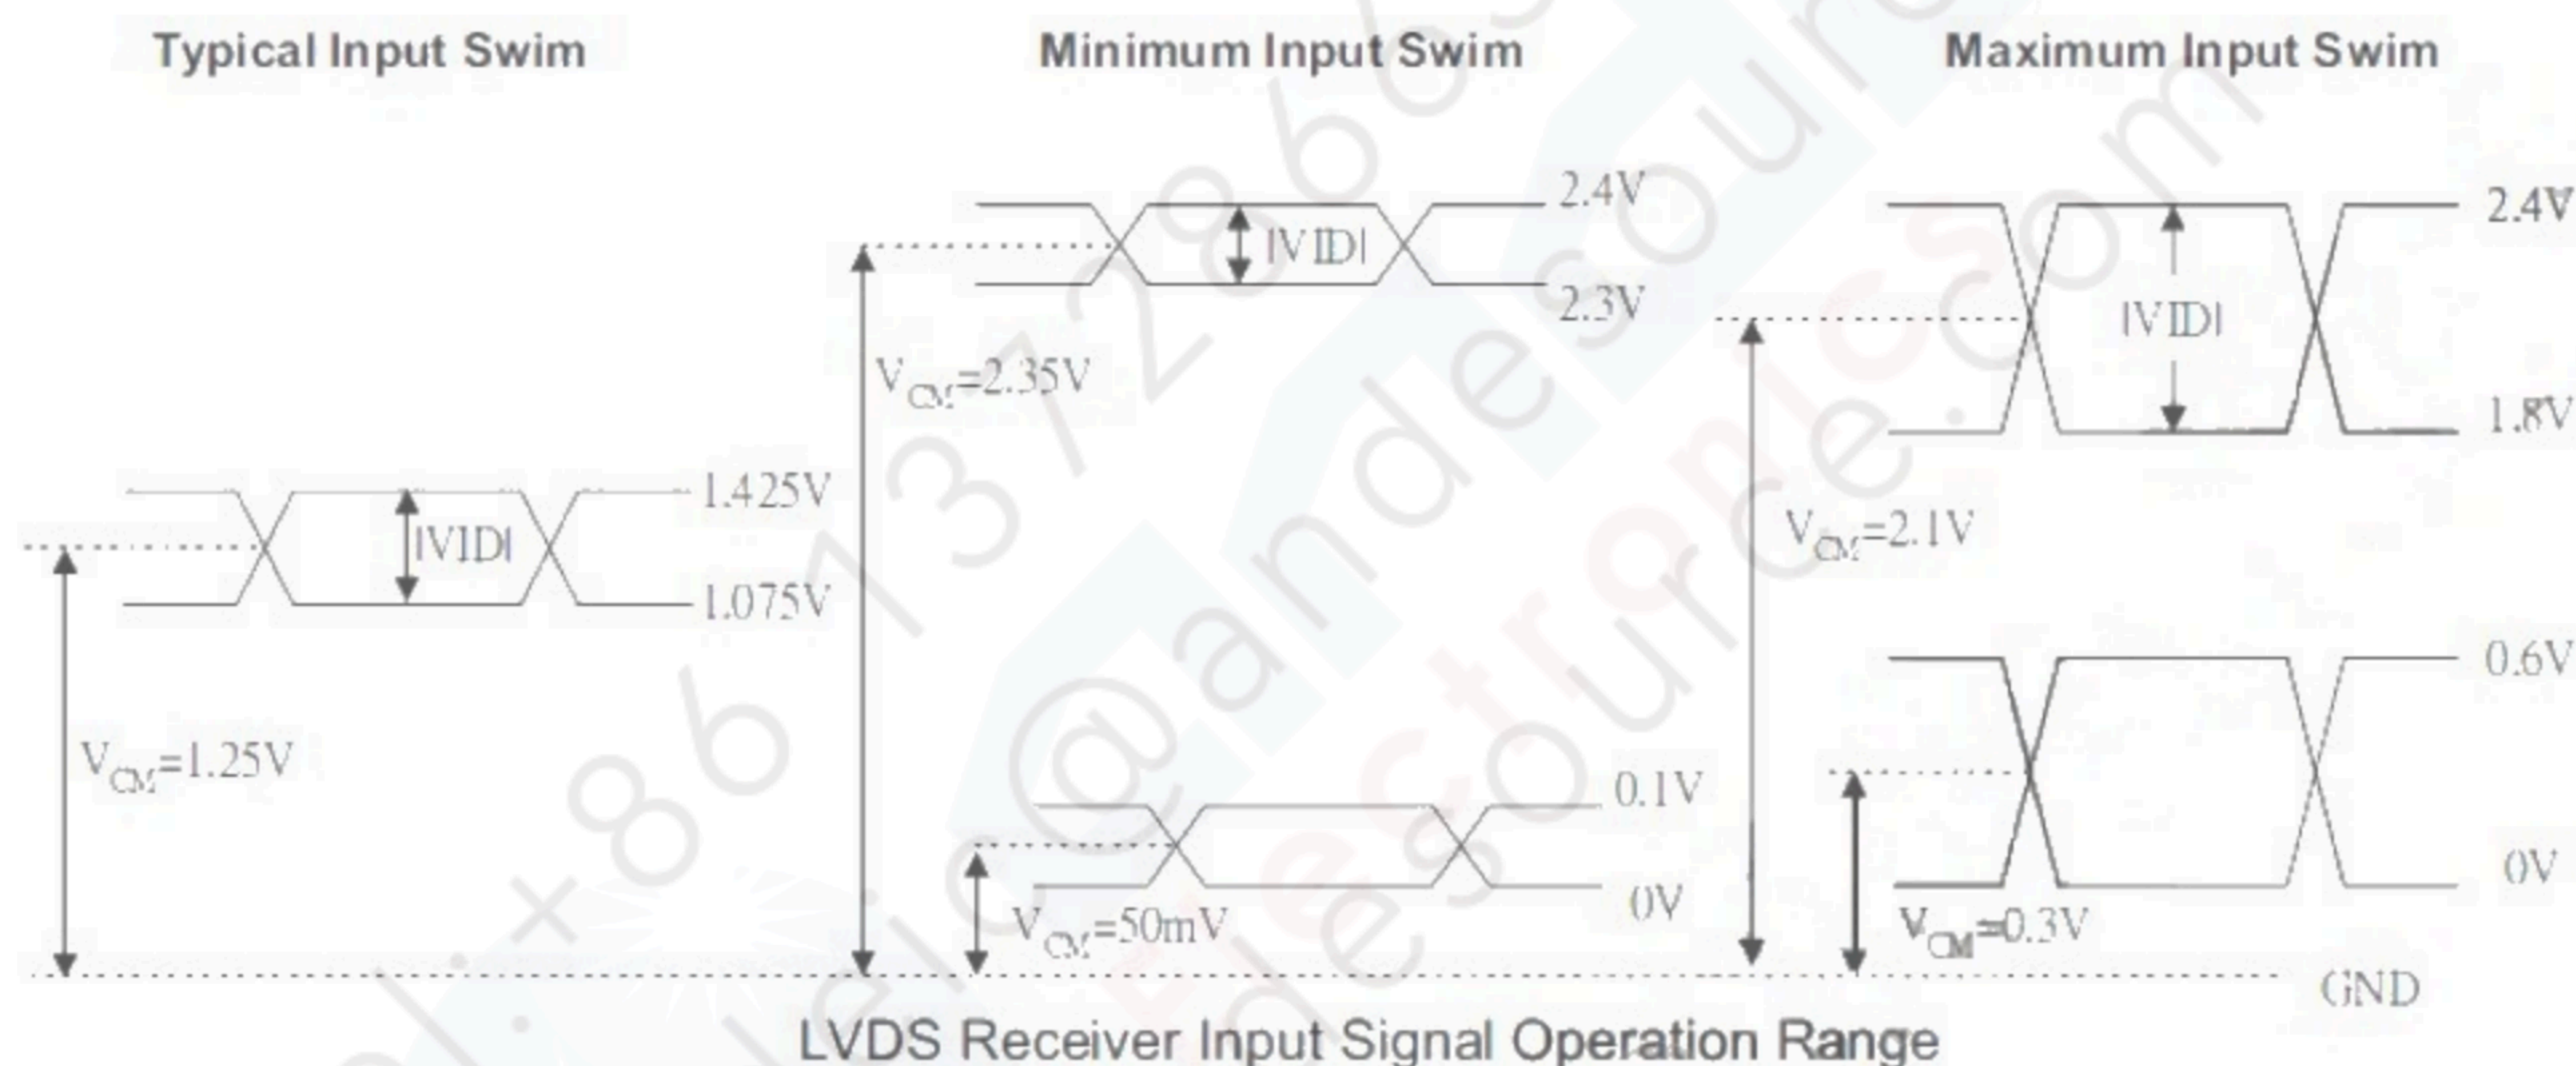 Typical Input Swim
Minimum Input Swim
Maximum Input Swim
2.4V
|VID|
2.3V
VCM=2.35V
2.4V
|VID|
1.8V
VCM=2.1V
1.425V
|VID|
1.075V
VCM=1.25V
0.1V
0V
VCM=50mV
0.6V
0V
VCM=0.3V
GND
LVDS Receiver Input Signal Operation Range